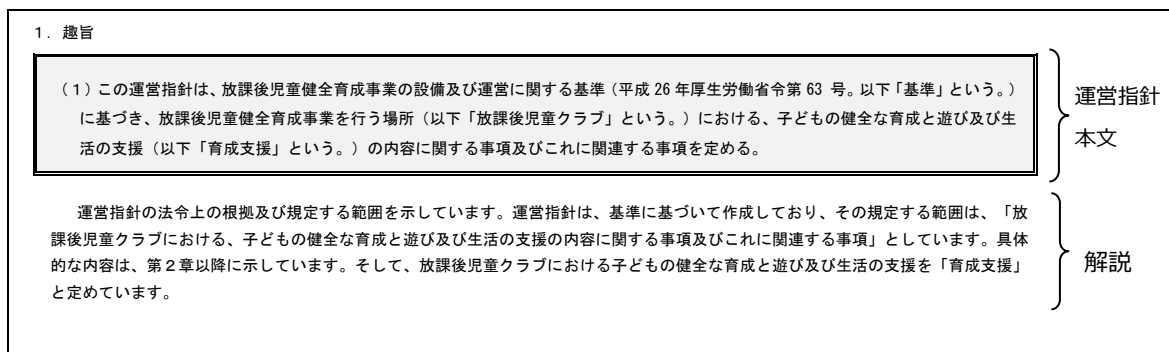 １．趣旨
（１）この運営指針は、放課後児童健全育成事業の設備及び運営に関する基準（平成 26 年厚生労働省令第 63 号。以下「基準」という。）
に基づき、放課後児童健全育成事業を行う場所（以下「放課後児童クラブ」という。）における、子どもの健全な育成と遊び及び生
活の支援（以下「育成支援」という。）の内容に関する事項及びこれに関連する事項を定める。
運営指針
本文
運営指針の法令上の根拠及び規定する範囲を示しています。運営指針は、基準に基づいて作成しており、その規定する範囲は、「放
課後児童クラブにおける、子どもの健全な育成と遊び及び生活の支援の内容に関する事項及びこれに関連する事項」としています。具体
的な内容は、第２章以降に示しています。そして、放課後児童クラブにおける子どもの健全な育成と遊び及び生活の支援を「育成支援」
と定めています。
解説